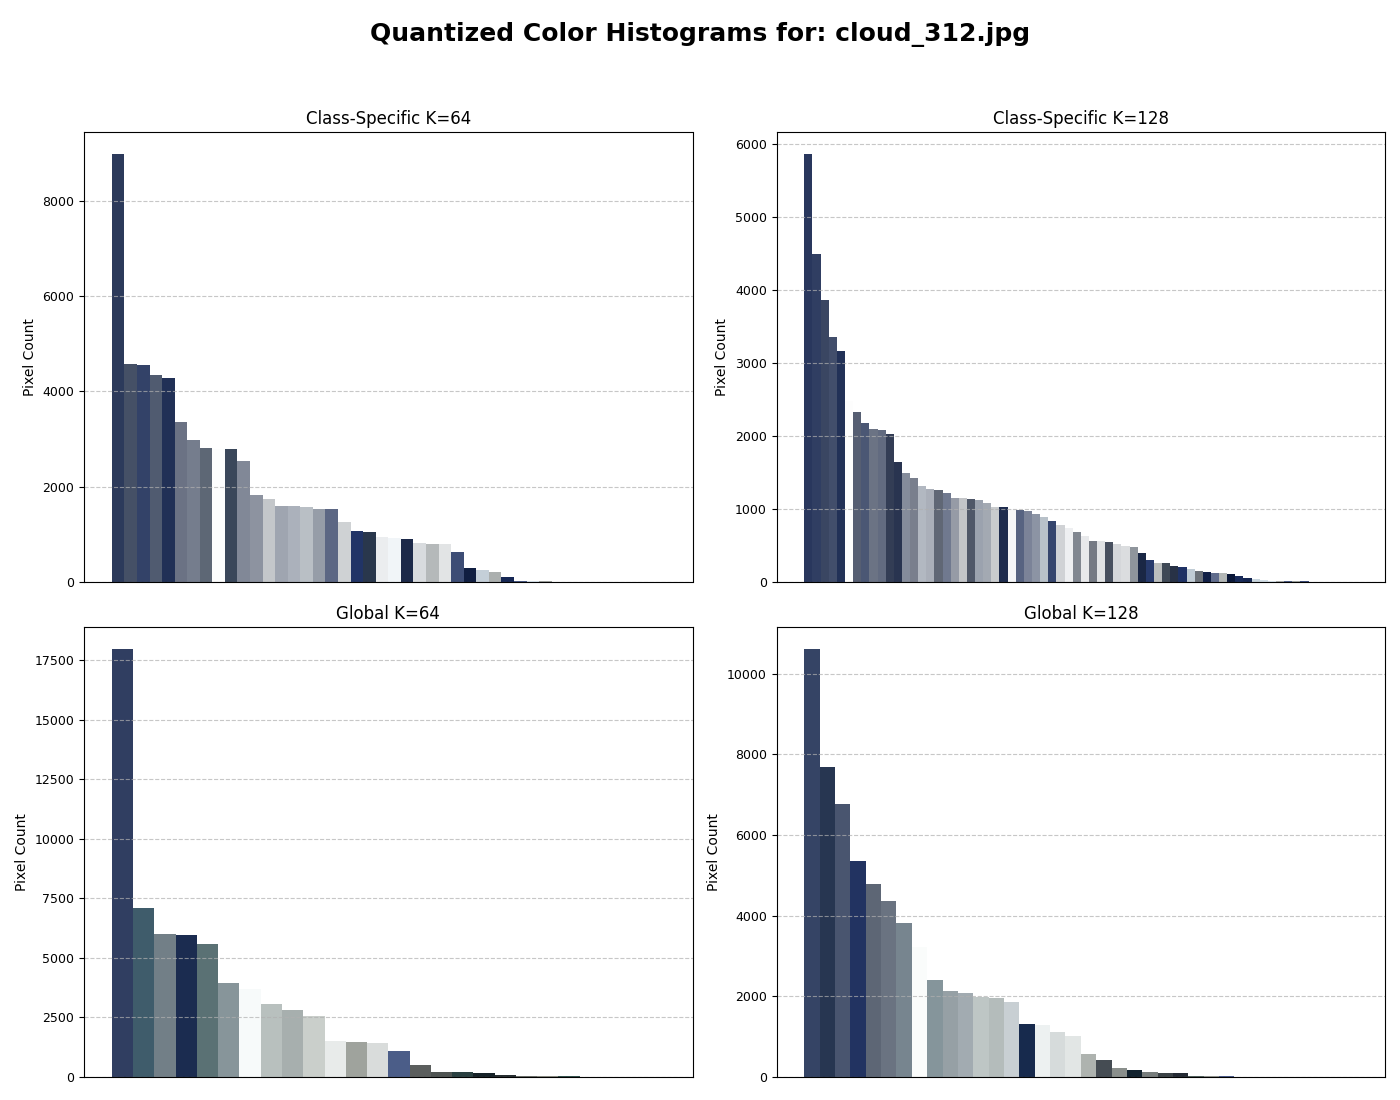 Quantized Color Histograms for: cloud_312.jpg
Class-Specific K=64
Pixel Count
8000
6000
4000
2000
0
Class-Specific K=128
Pixel Count
6000
5000
4000
3000
2000
1000
0
Global K=64
Pixel Count
17500
15000
12500
10000
7500
5000
2500
0
Global K=128
Pixel Count
10000
8000
6000
4000
2000
0